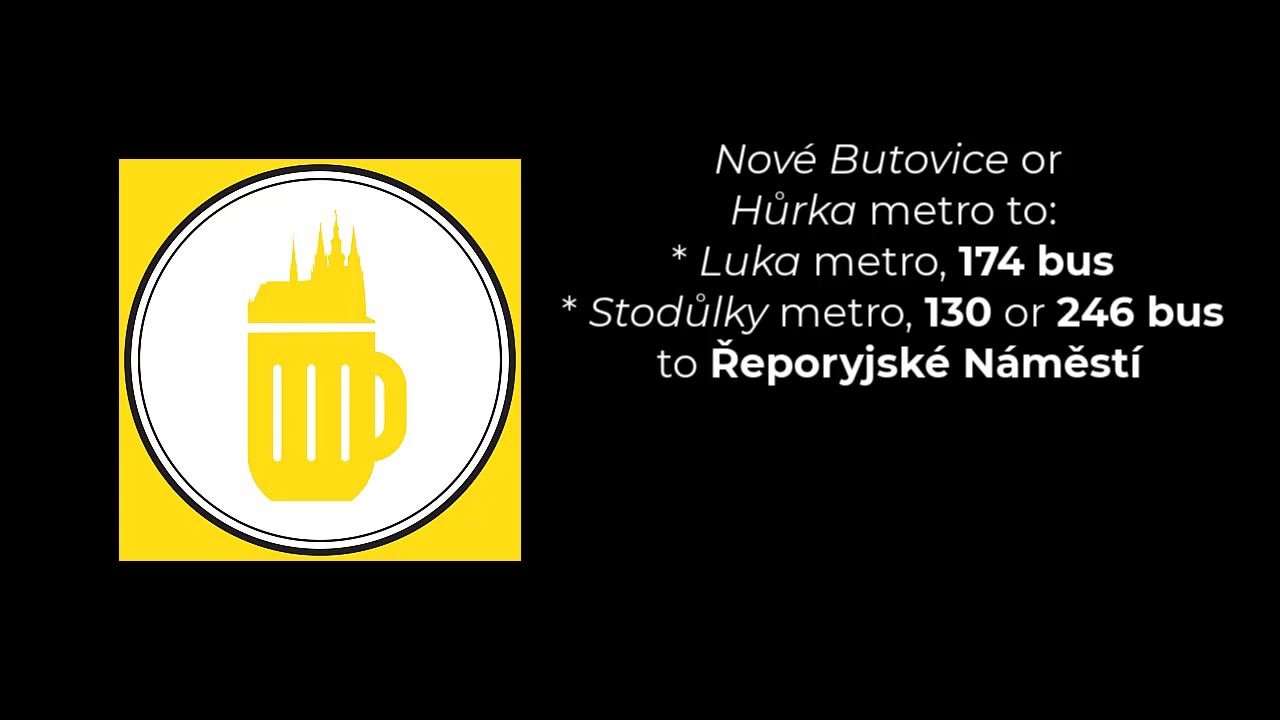 Nové Butovice or
Hůrka metro to:
* Luka metro, 174 bus
* Stodůlky metro, 130 or 246 bus
to Řeporyjské Náměstí